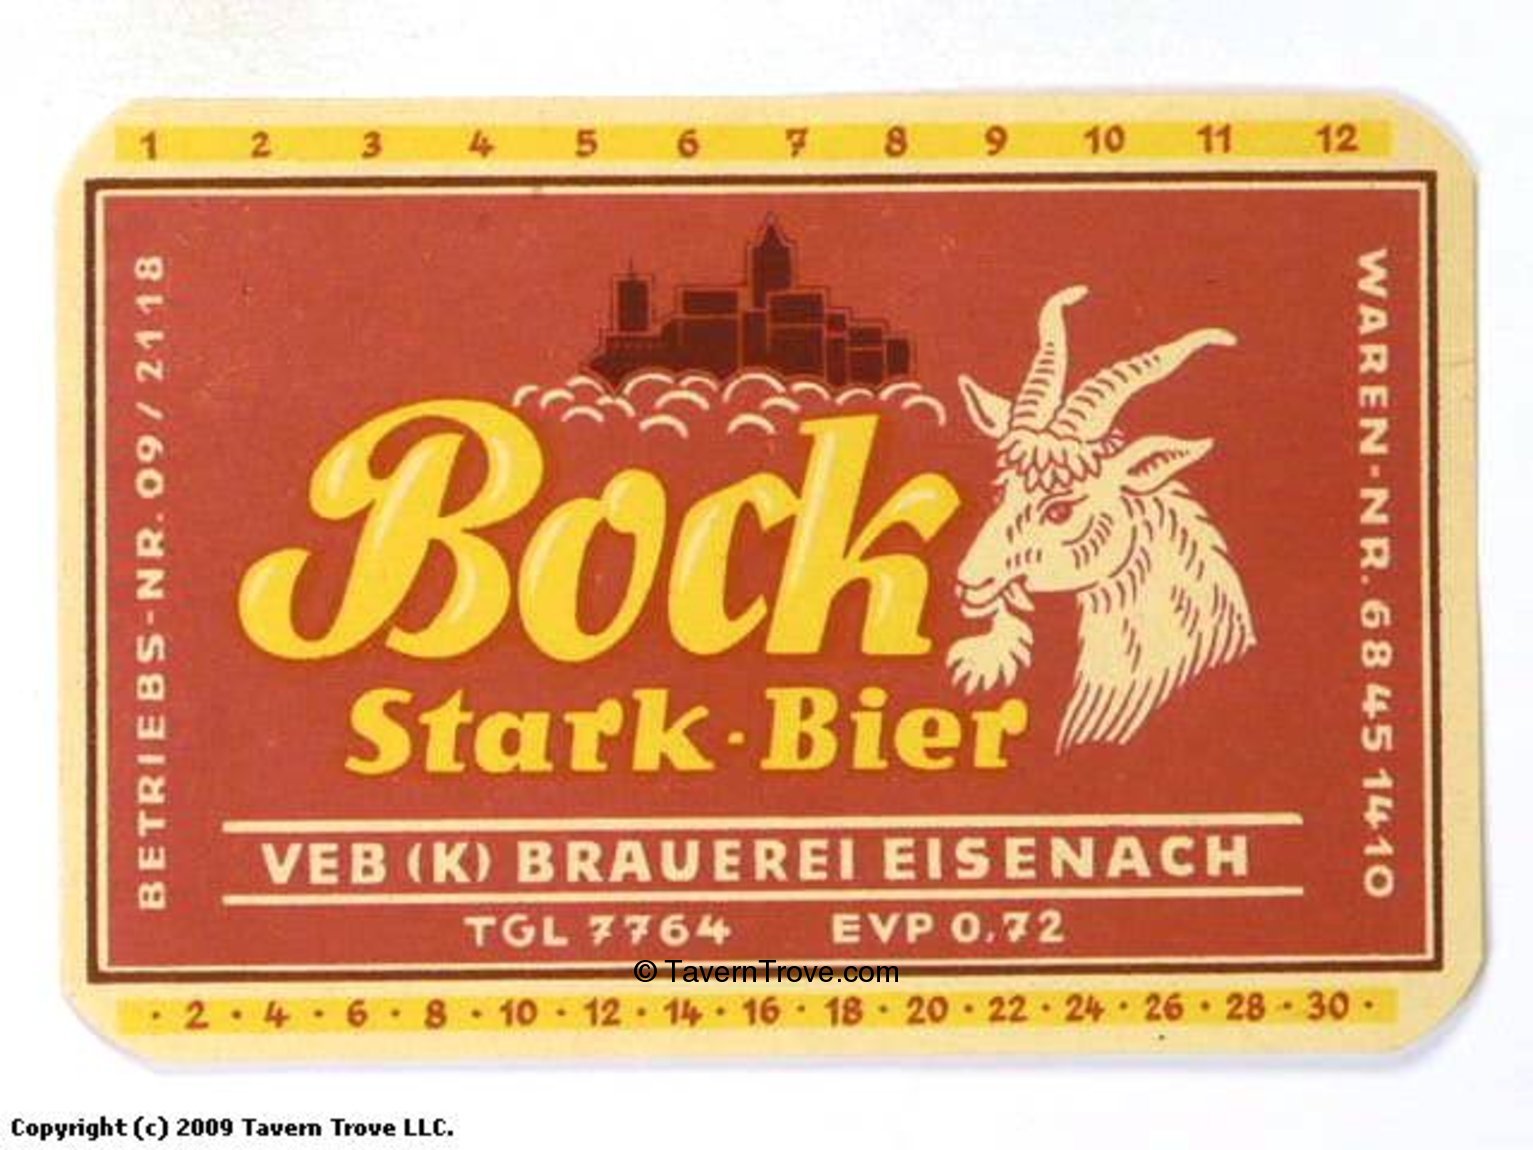 1 2 3 4 5 6 7 8 9 10 11 12
BETRIEBS-NR. 09/2118
WAREN-NR. 68 45 14·10
Bock
Stark-Bier
VEB (K) BRAUEREI EISENACH
TGL 7764 EVP 0,72
© TavernTrove.com
· 2 · 4 · 6 · 8 · 10 · 12 · 14 · 16 · 18 · 20 · 22 · 24 · 26 · 28 · 30 ·
Copyright (c) 2009 Tavern Trove LLC.